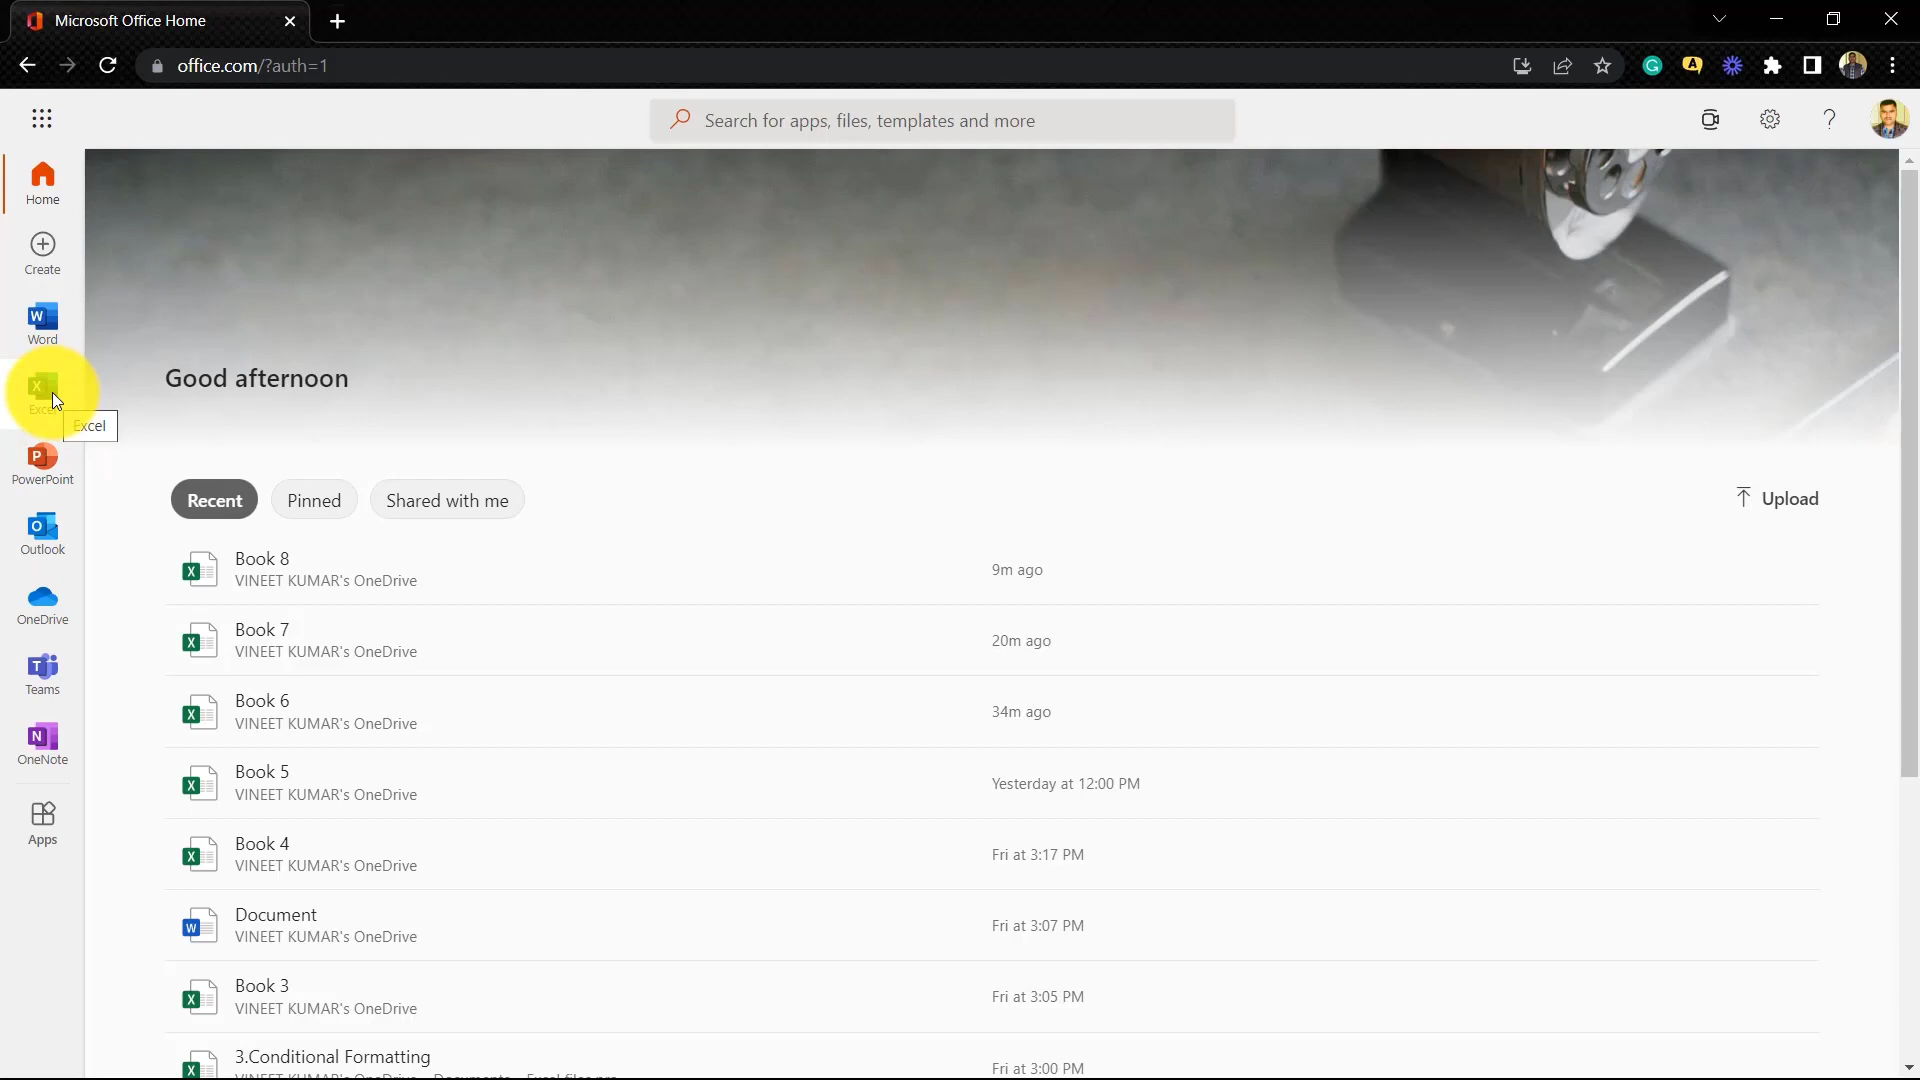 Microsoft Office Home
office.com/?auth=1
Search for apps, files, templates and more
Home
Create
Word
Excel
Excel
PowerPoint
Outlook
OneDrive
Teams
OneNote
Apps
Good afternoon
Recent Pinned Shared with me Upload
Book 8
VINEET KUMAR's OneDrive
9m ago
Book 7
VINEET KUMAR's OneDrive
20m ago
Book 6
VINEET KUMAR's OneDrive
34m ago
Book 5
VINEET KUMAR's OneDrive
Yesterday at 12:00 PM
Book 4
VINEET KUMAR's OneDrive
Fri at 3:17 PM
Document
VINEET KUMAR's OneDrive
Fri at 3:07 PM
Book 3
VINEET KUMAR's OneDrive
Fri at 3:05 PM
3.Conditional Formatting
Fri at 3:00 PM